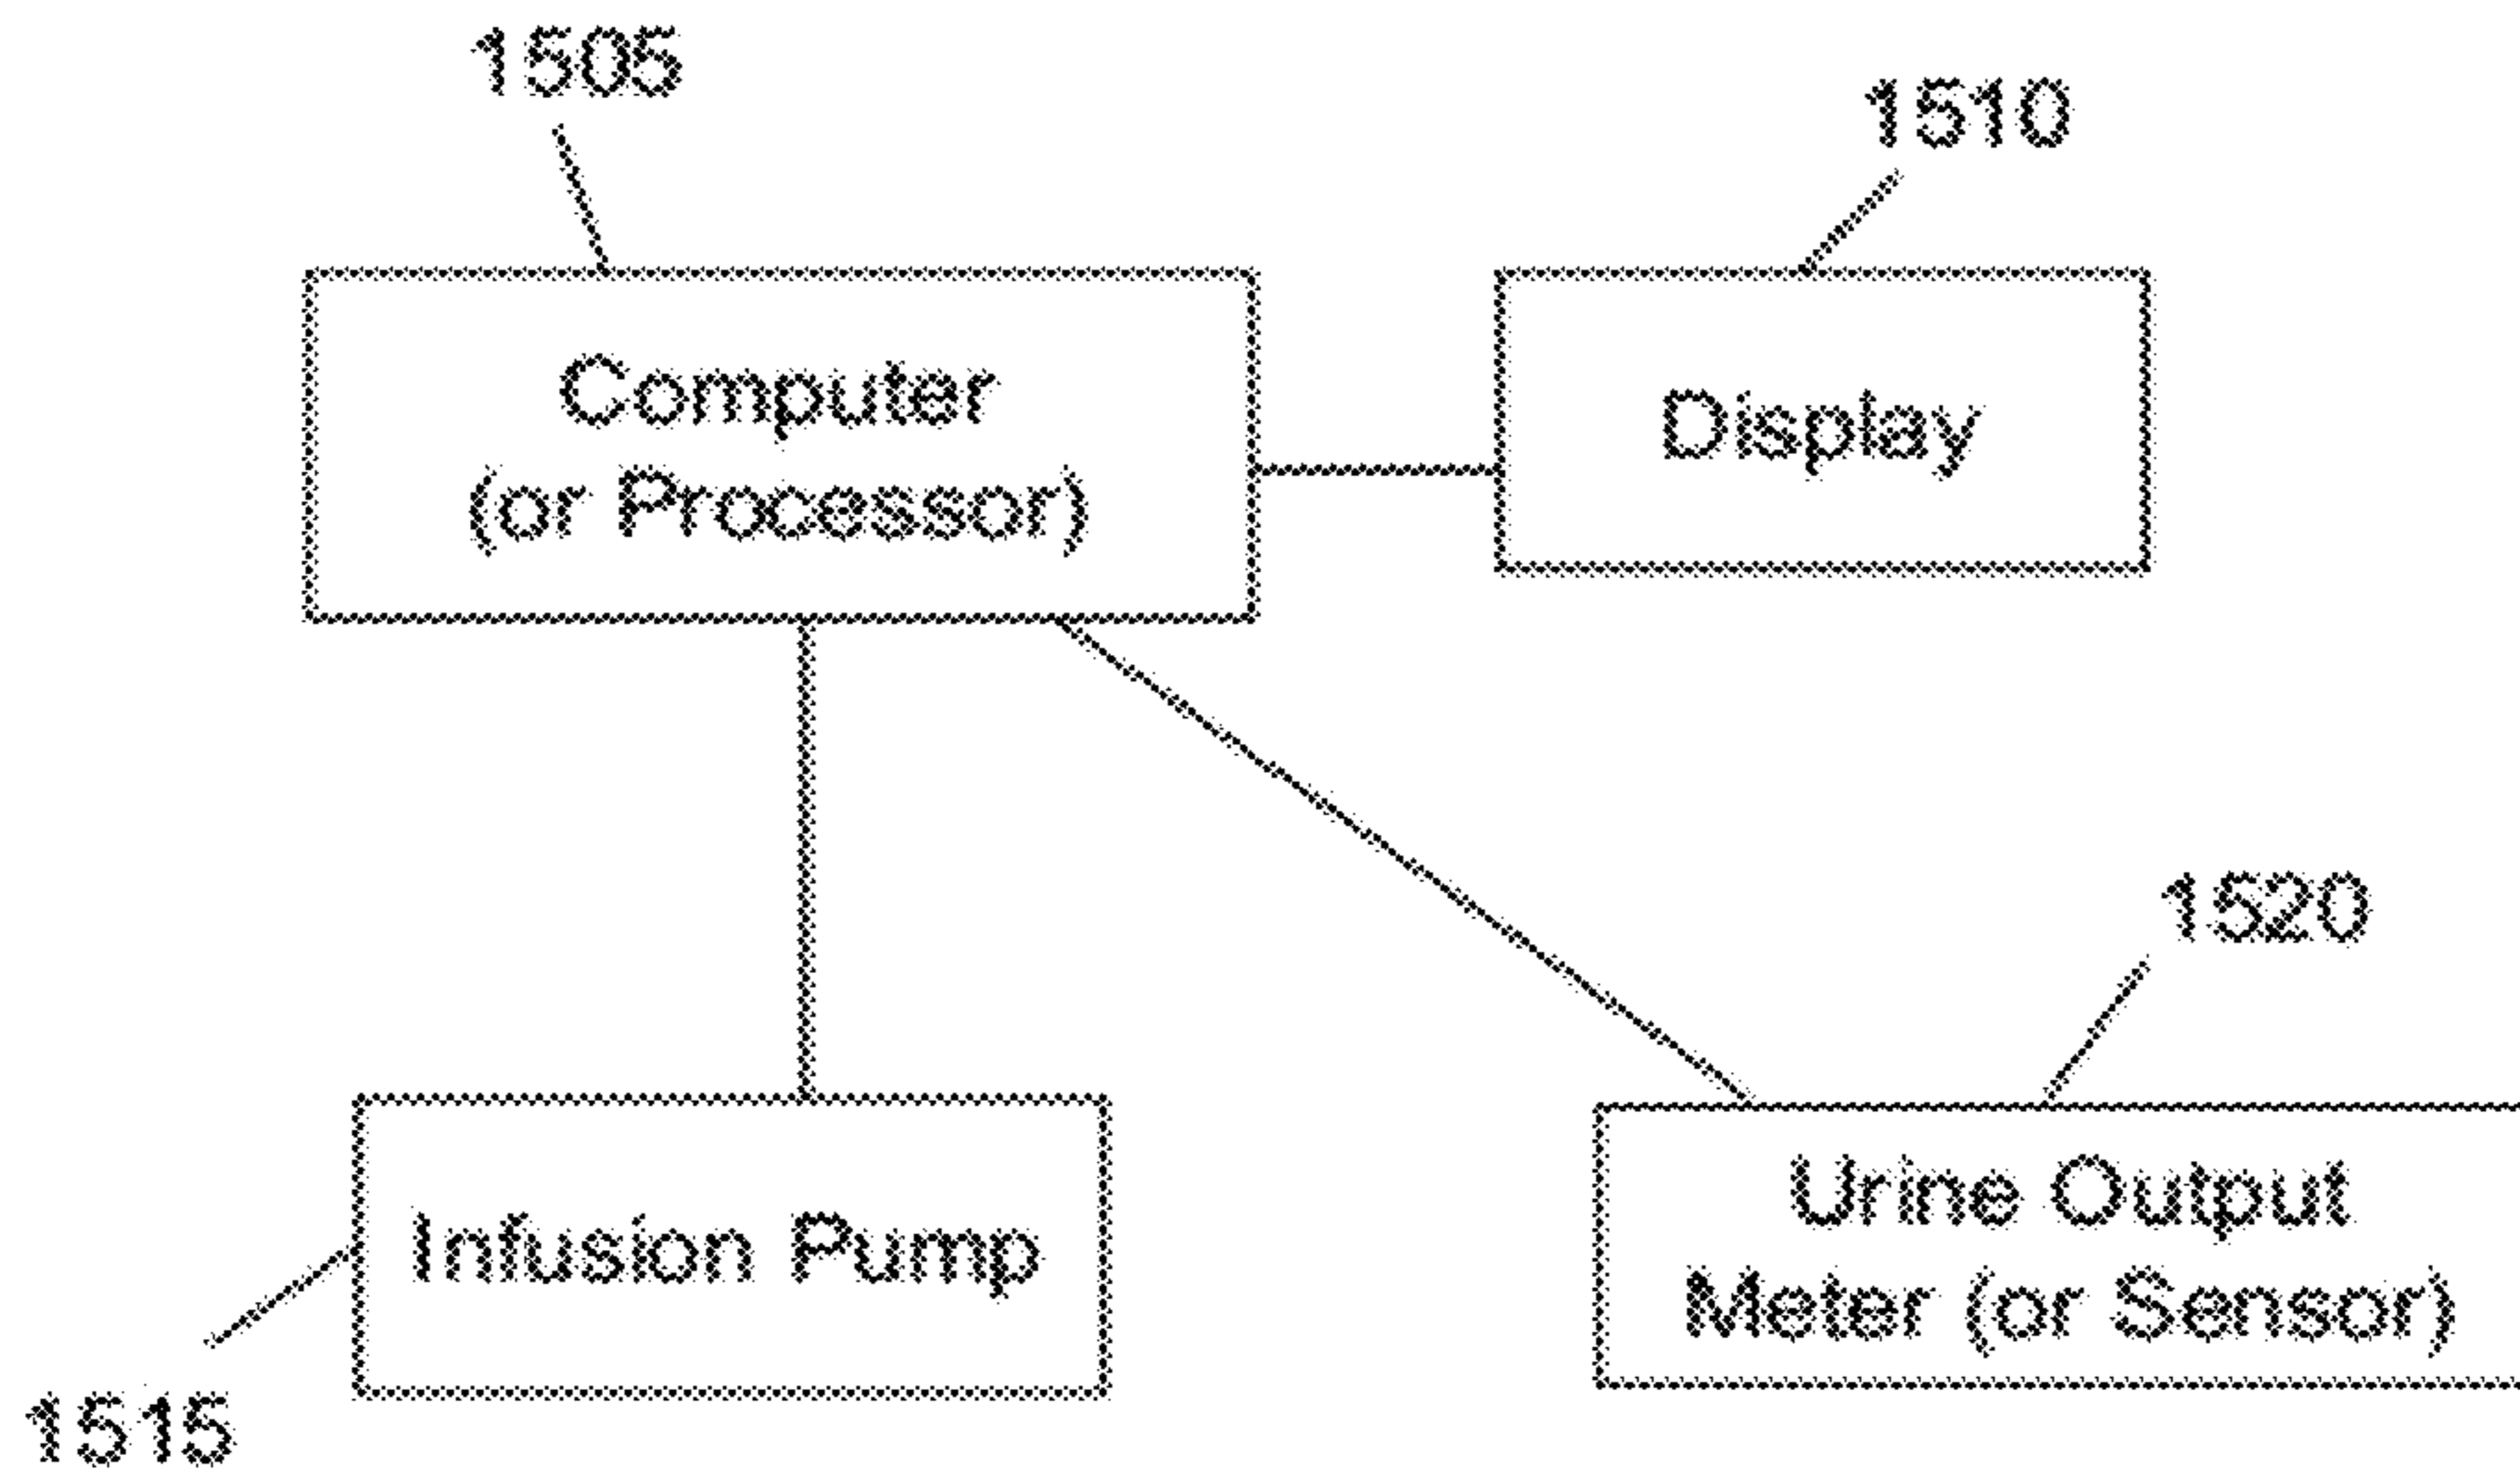 1505
1510
Computer
(or Processor)
Display
1520
Infusion Pump
Urine Output
Meter (or Sensor)
1515